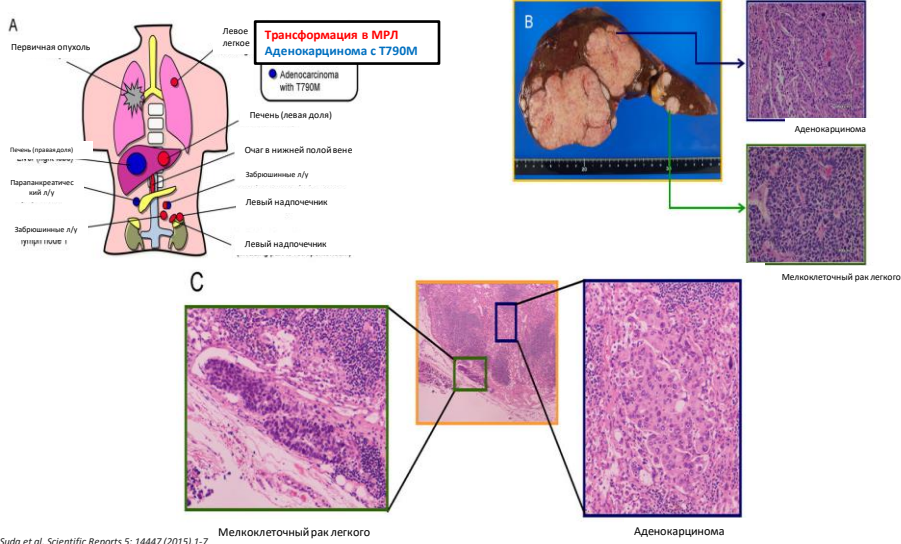 A
Первичная опухоль
Левое
легкое
Трансформация в МРЛ
Аденокарцинома с T790M
Adenocarcinoma
with T790M
Печень (левая доля)
Печень (правая доля)
Очаг в нижней полой вене
Парапанкреатичес
кий л/у
Забрюшинные л/у
Левый надпочечник
Забрюшинные л/у
Левый надпочечник
B
Аденокарцинома
Мелкоклеточный рак легкого
C
Мелкоклеточный рак легкого
Аденокарцинома
Suda et al. Scientific Reports 5: 14447 (2015) 1-7